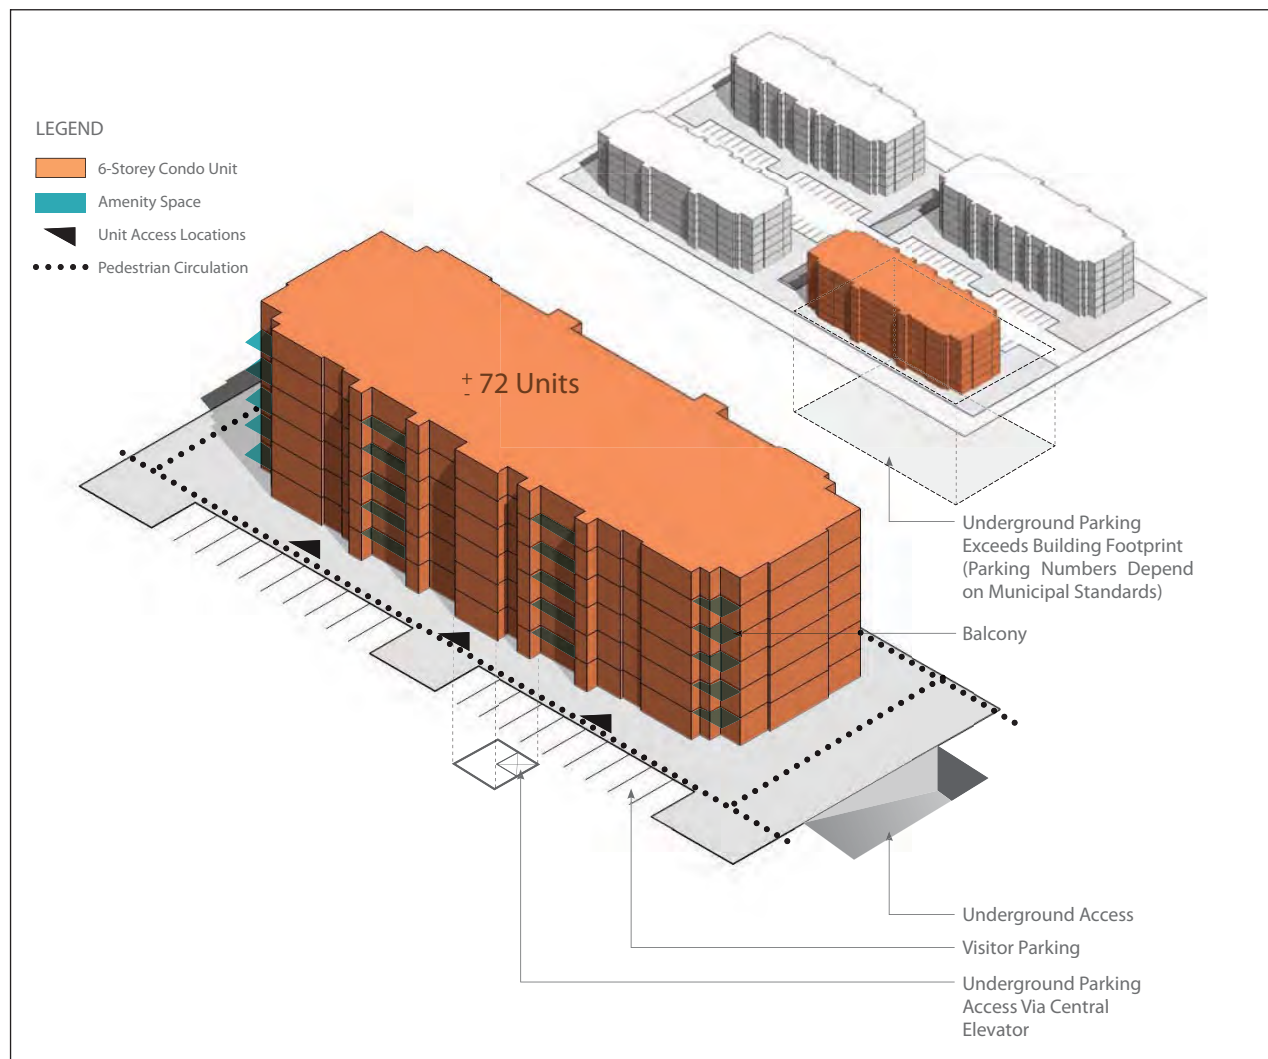 LEGEND
6-Storey Condo Unit
Amenity Space
Unit Access Locations
Pedestrian Circulation
± 72 Units
Underground Parking
Exceeds Building Footprint
(Parking Numbers Depend
on Municipal Standards)
Balcony
Underground Access
Visitor Parking
Underground Parking
Access Via Central
Elevator